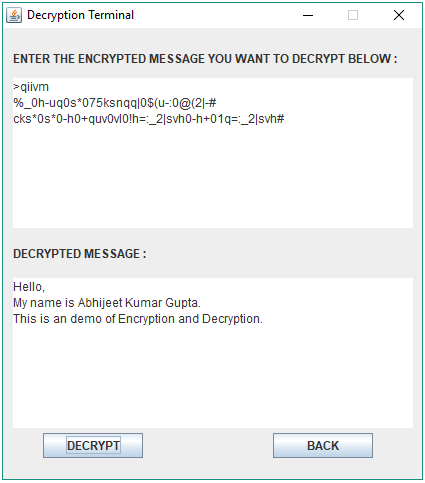 Decryption Terminal
ENTER THE ENCRYPTED MESSAGE YOU WANT TO DECRYPT BELOW :
>qiivm
%_0h-uq0s*075ksnqq|0$(u-:0@(2|-#
cks*0s*0-h0+quv0vl0!h=:_2|svh0-h+01q=:_2|svh#
DECRYPTED MESSAGE :
Hello,
My name is Abhijeet Kumar Gupta.
This is an demo of Encryption and Decryption.
DECRYPT
BACK